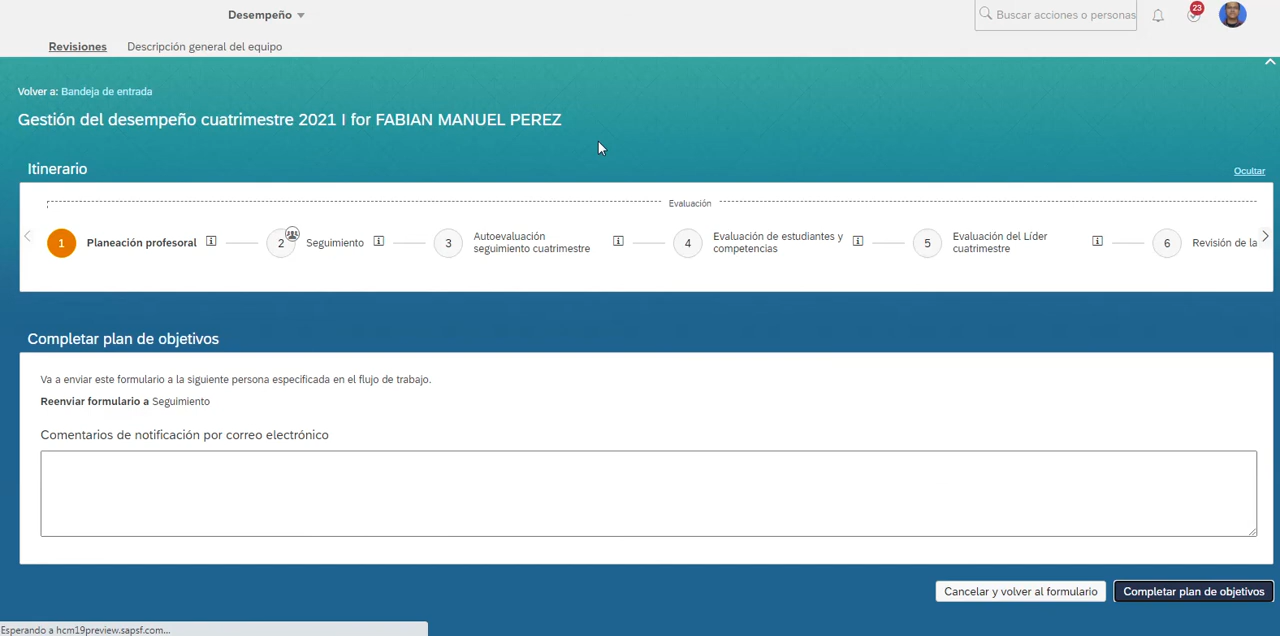 Desempeño
Buscar acciones o personas
23
Revisiones
Descripción general del equipo
Volver a: Bandeja de entrada
Gestión del desempeño cuatrimestre 2021 I for FABIAN MANUEL PEREZ
Itinerario
Ocultar
Evaluación
1
Planeación profesoral
2
Seguimiento
3
Autoevaluación
seguimiento cuatrimestre
4
Evaluación de estudiantes y
competencias
5
Evaluación del Líder
cuatrimestre
6
Revisión de la
Completar plan de objetivos
Va a enviar este formulario a la siguiente persona especificada en el flujo de trabajo.
Reenviar formulario a Seguimiento
Comentarios de notificación por correo electrónico
Cancelar y volver al formulario
Completar plan de objetivos
Esperando a hcm19preview.sapsf.com...